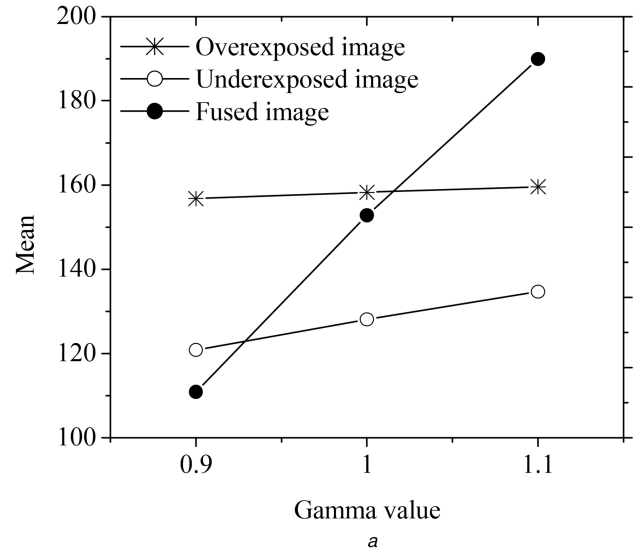 200
Overexposed image
Underexposed image
Fused image
180
160
Mean
140
120
100
0.9 1 1.1
Gamma value
a